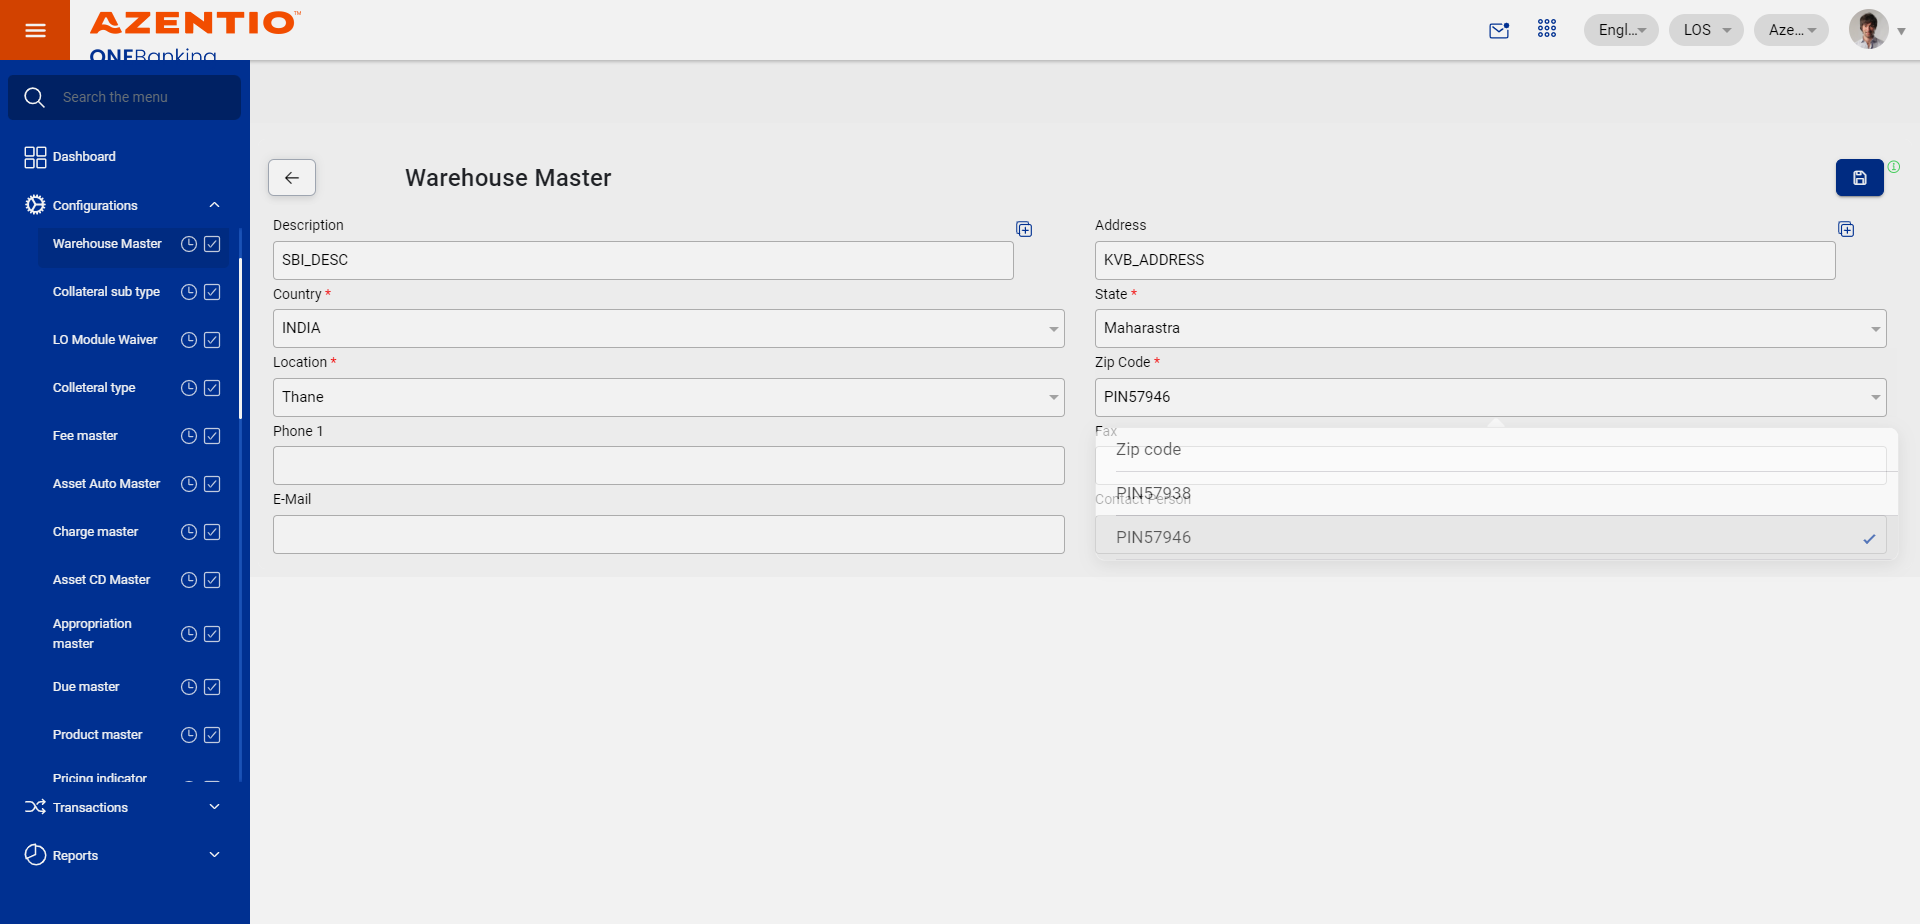 AZENTIO™
ONEBanking
Engl...
LOS
Aze...
Search the menu
Dashboard
Configurations
Warehouse Master
Collateral sub type
LO Module Waiver
Colleteral type
Fee master
Asset Auto Master
Charge master
Asset CD Master
Appropriation
master
Due master
Product master
Pricing indicator
Transactions
Reports
Warehouse Master
Description
SBI_DESC
Address
KVB_ADDRESS
Country *
INDIA
State *
Maharastra
Location *
Thane
Zip Code *
PIN57946
Phone 1
Fax
Zip code
PIN57938
E-Mail
Contact Person
PIN57946